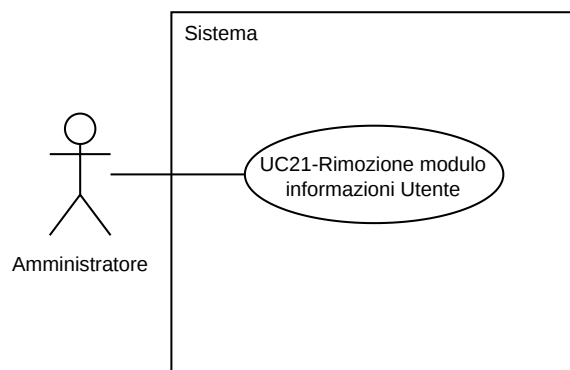 Sistema
UC21-Rimozione modulo
informazioni Utente
Amministratore